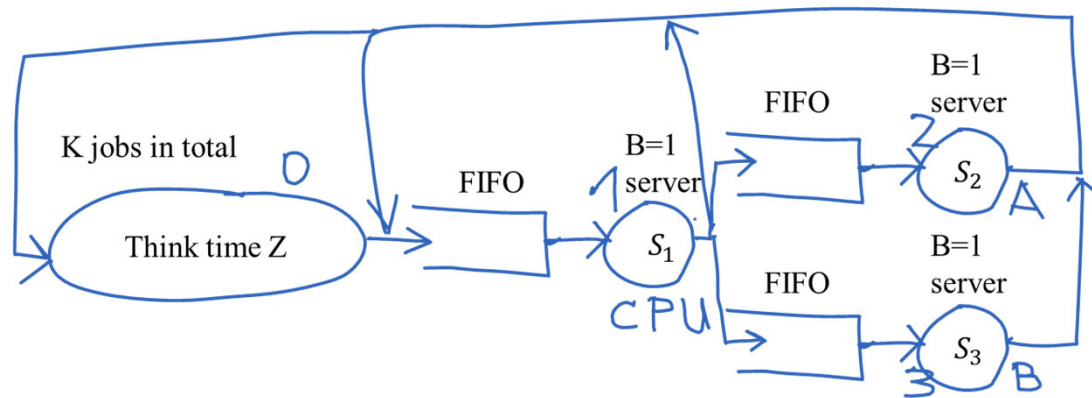 K jobs in total
0
Think time Z
FIFO
1
B=1
server
S₁
CPU
FIFO
B=1
server
2
S₂
A
FIFO
B=1
server
3
S₃
B